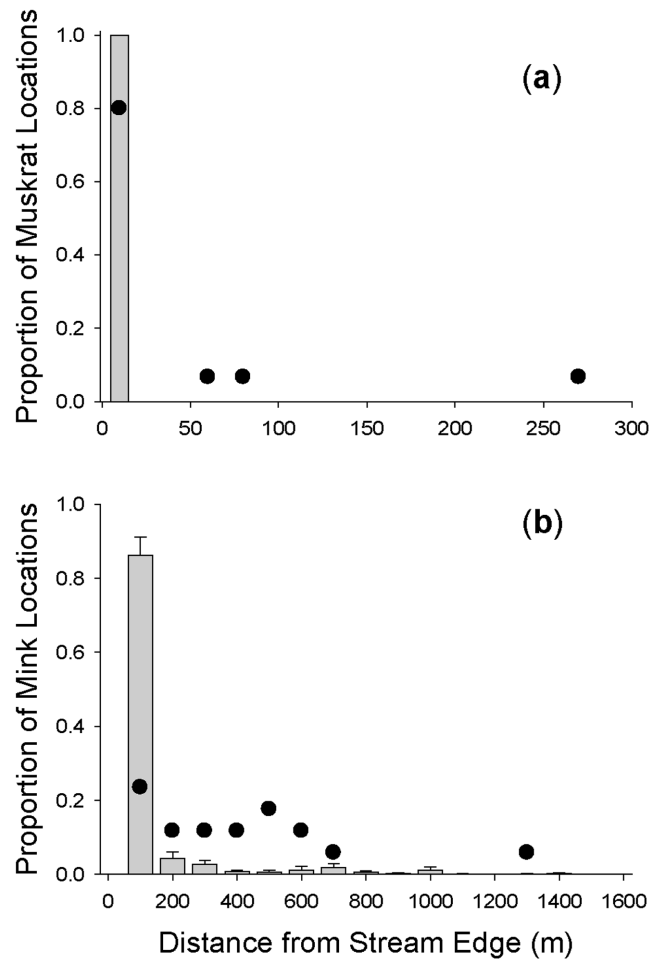 Proportion of Muskrat Locations
1.0
0.8
0.6
0.4
0.2
0.0
(a)
0 50 100 150 200 250 300
Proportion of Mink Locations
1.0
0.8
0.6
0.4
0.2
0.0
(b)
0 200 400 600 800 1000 1200 1400 1600
Distance from Stream Edge (m)